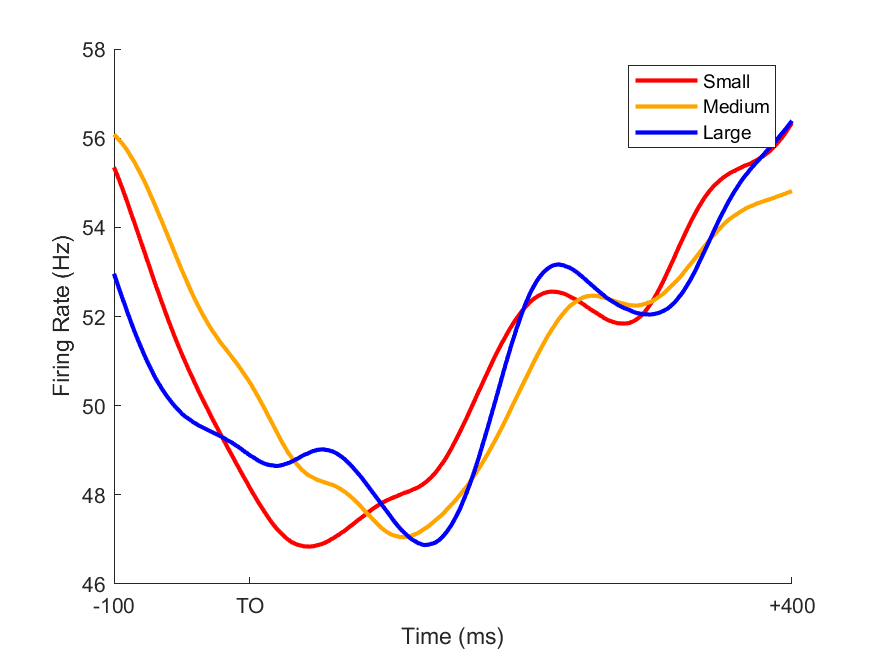 58
56
54
52
50
48
46
Firing Rate (Hz)
Small
Medium
Large
-100 TO +400
Time (ms)